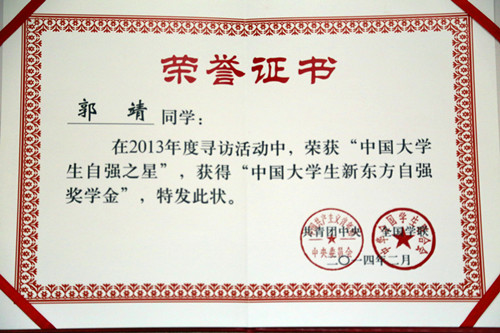 荣誉证书
郭 靖 同学:
在2013年度寻访活动中,荣获“中国大学
生自强之星”,获得“中国大学生新东方自强
奖学金”,特发此状。
共青团中央 全国学联
二〇一四年二月